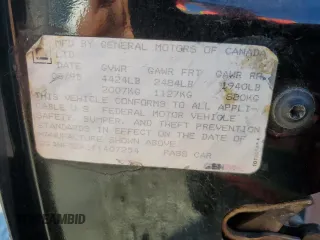 MFD BY GENERAL MOTORS OF CANADA
LTD
DATE GVWR GAWR FRT GAWR RR
4424LB 2484LB 1940LB
2007KG 1127KG 880KG
THIS VEHICLE CONFORMS TO ALL APPLI-
ABLE U.S. FEDERAL MOTOR VEHICLE
SAFETY, BUMPER, AND THEFT PREVENTION
STANDARDS IN EFFECT ON THE DATE OF
MANUFACTURE SHOWN ABOVE.
PASS CAR